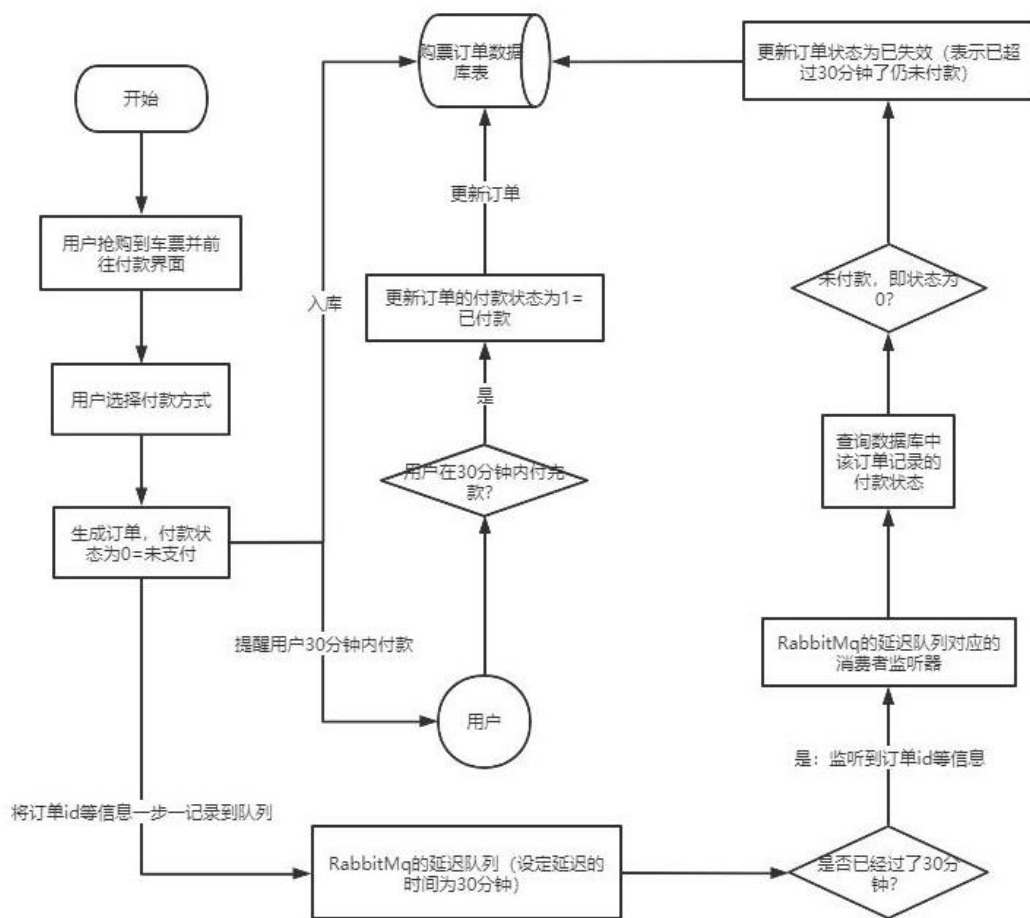 开始
用户抢购到车票并前
往付款界面
用户选择付款方式
生成订单，付款状
态为0=未支付
入库
提醒用户30分钟内付款
将订单id等信息一步一记录到队列
购票订单数据
库表
更新订单
更新订单的付款状态为1=
已付款
是
用户在30分钟内付完
款?
用户
RabbitMq的延迟队列（设定延迟的
时间为30分钟）
更新订单状态为已失效（表示已超
过30分钟了仍未付款）
未付款，即状态为
0?
查询数据库中
该订单记录的
付款状态
RabbitMq的延迟队列对应的
消费者监听器
是：监听到订单id等信息
是否已经过了30分
钟?